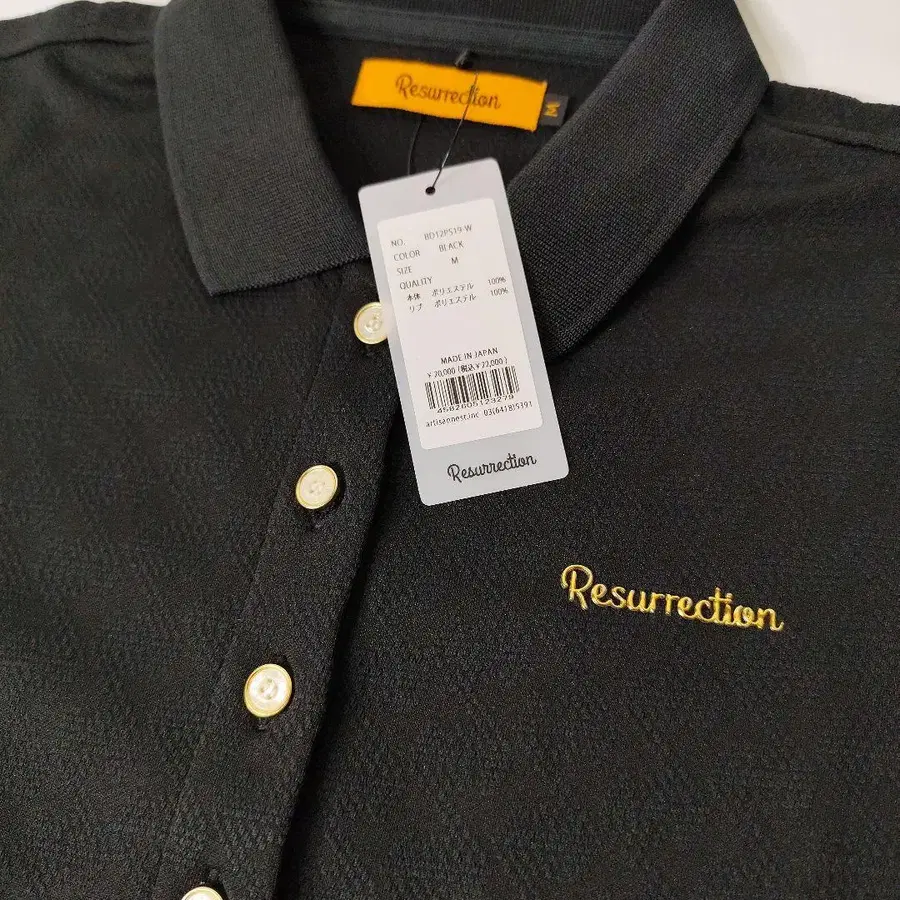 Resurrection
M
NO. BD12PS19-W
COLOR BLACK
SIZE M
QUALITY
本体 ポリエステル 100%
リブ ポリエステル 100%
MADE IN JAPAN
¥20,000 (税込¥22,000)
4582605123279
artisannest.inc 03(6418)5391
Resurrection
Resurrection